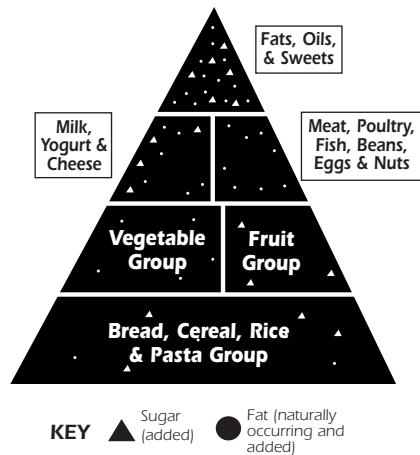 Fats, Oils,
& Sweets
Milk,
Yogurt &
Cheese
Meat, Poultry,
Fish, Beans,
Eggs & Nuts
Vegetable
Group
Fruit
Group
Bread, Cereal, Rice
& Pasta Group
KEY
Sugar
(added)
Fat (naturally
occurring and
added)